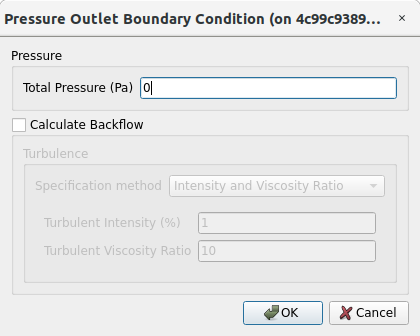 Pressure Outlet Boundary Condition (on 4c99c9389...
Pressure
Total Pressure (Pa) 0
Calculate Backflow
Turbulence
Specification method Intensity and Viscosity Ratio
Turbulent Intensity (%) 1
Turbulent Viscosity Ratio 10
OK Cancel